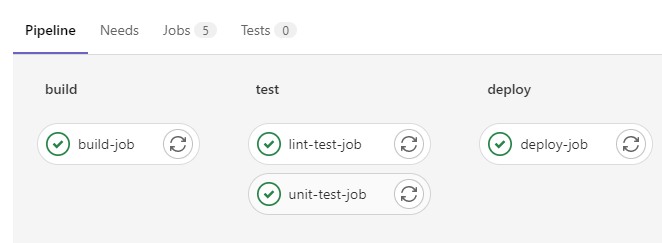 Pipeline Needs Jobs 5 Tests 0
build test deploy
build-job lint-test-job deploy-job
unit-test-job